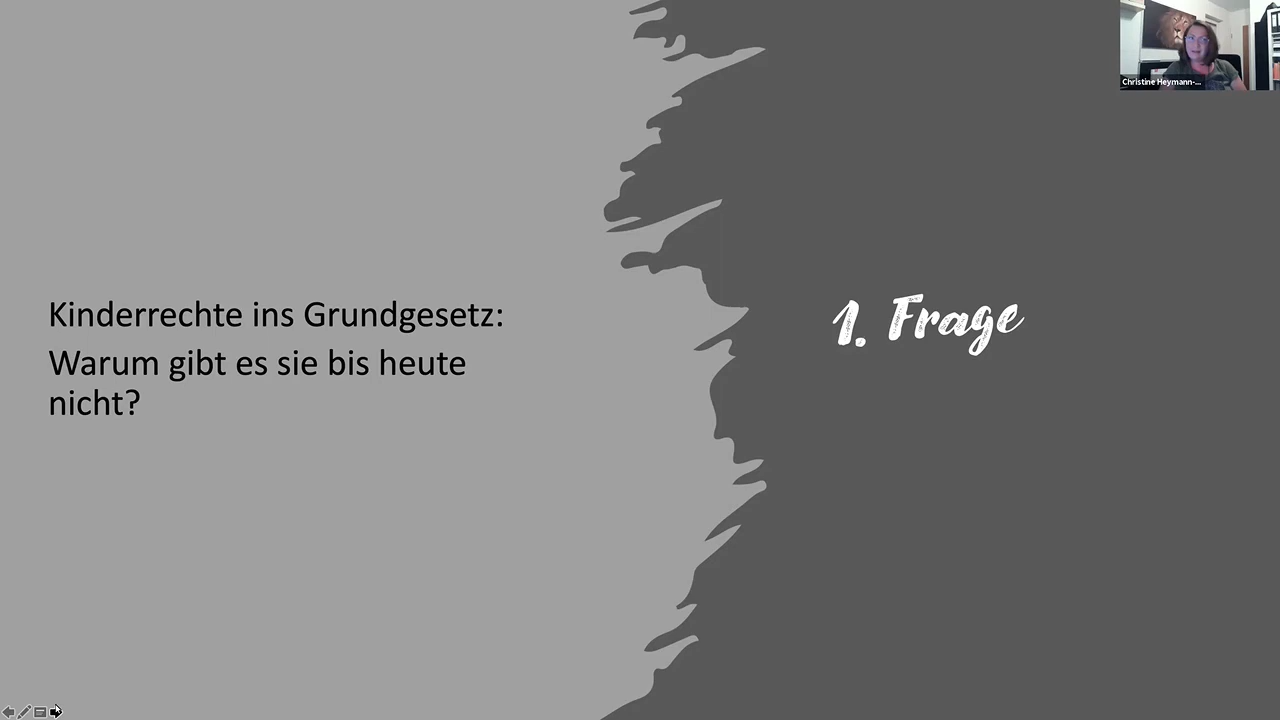 Christine Heymann-...
Kinderrechte ins Grundgesetz:
Warum gibt es sie bis heute
nicht?
1. Frage